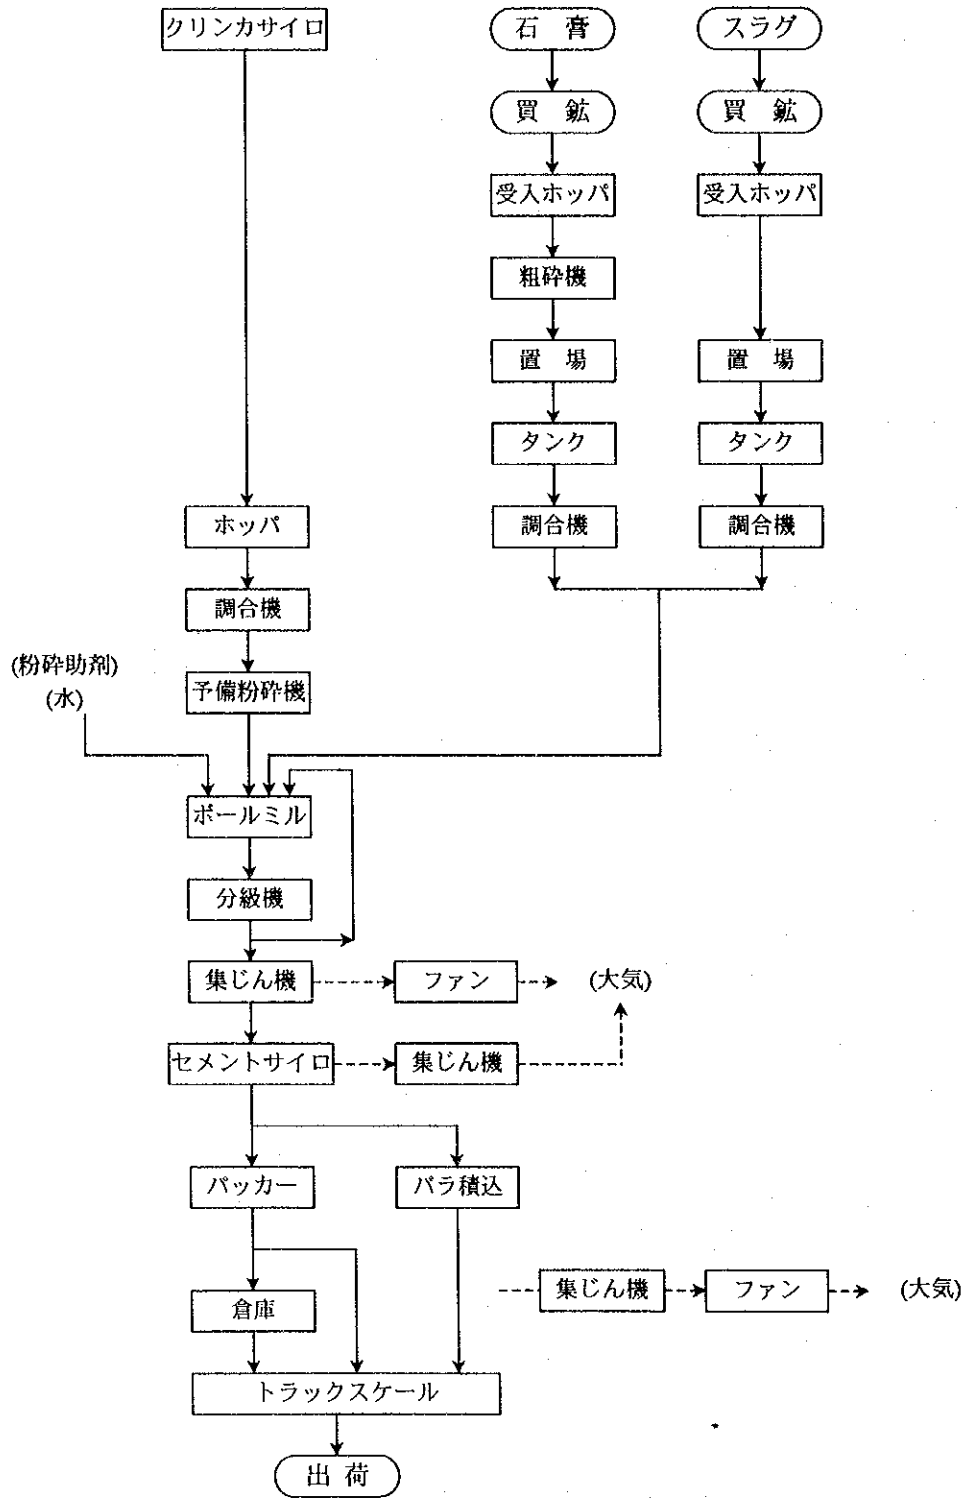 クリンカサイロ
石 膏
スラグ
買 鉱
買 鉱
受入ホッパ
受入ホッパ
粗砕機
置 場
置 場
タンク
タンク
ホッパ
調合機
調合機
調合機
(粉砕助剤)
(水)
予備粉砕機
ボールミル
分級機
集じん機
ファン
(大気)
セメントサイロ
集じん機
パッカー
バラ積込
集じん機
ファン
(大気)
倉庫
トラックスケール
出 荷